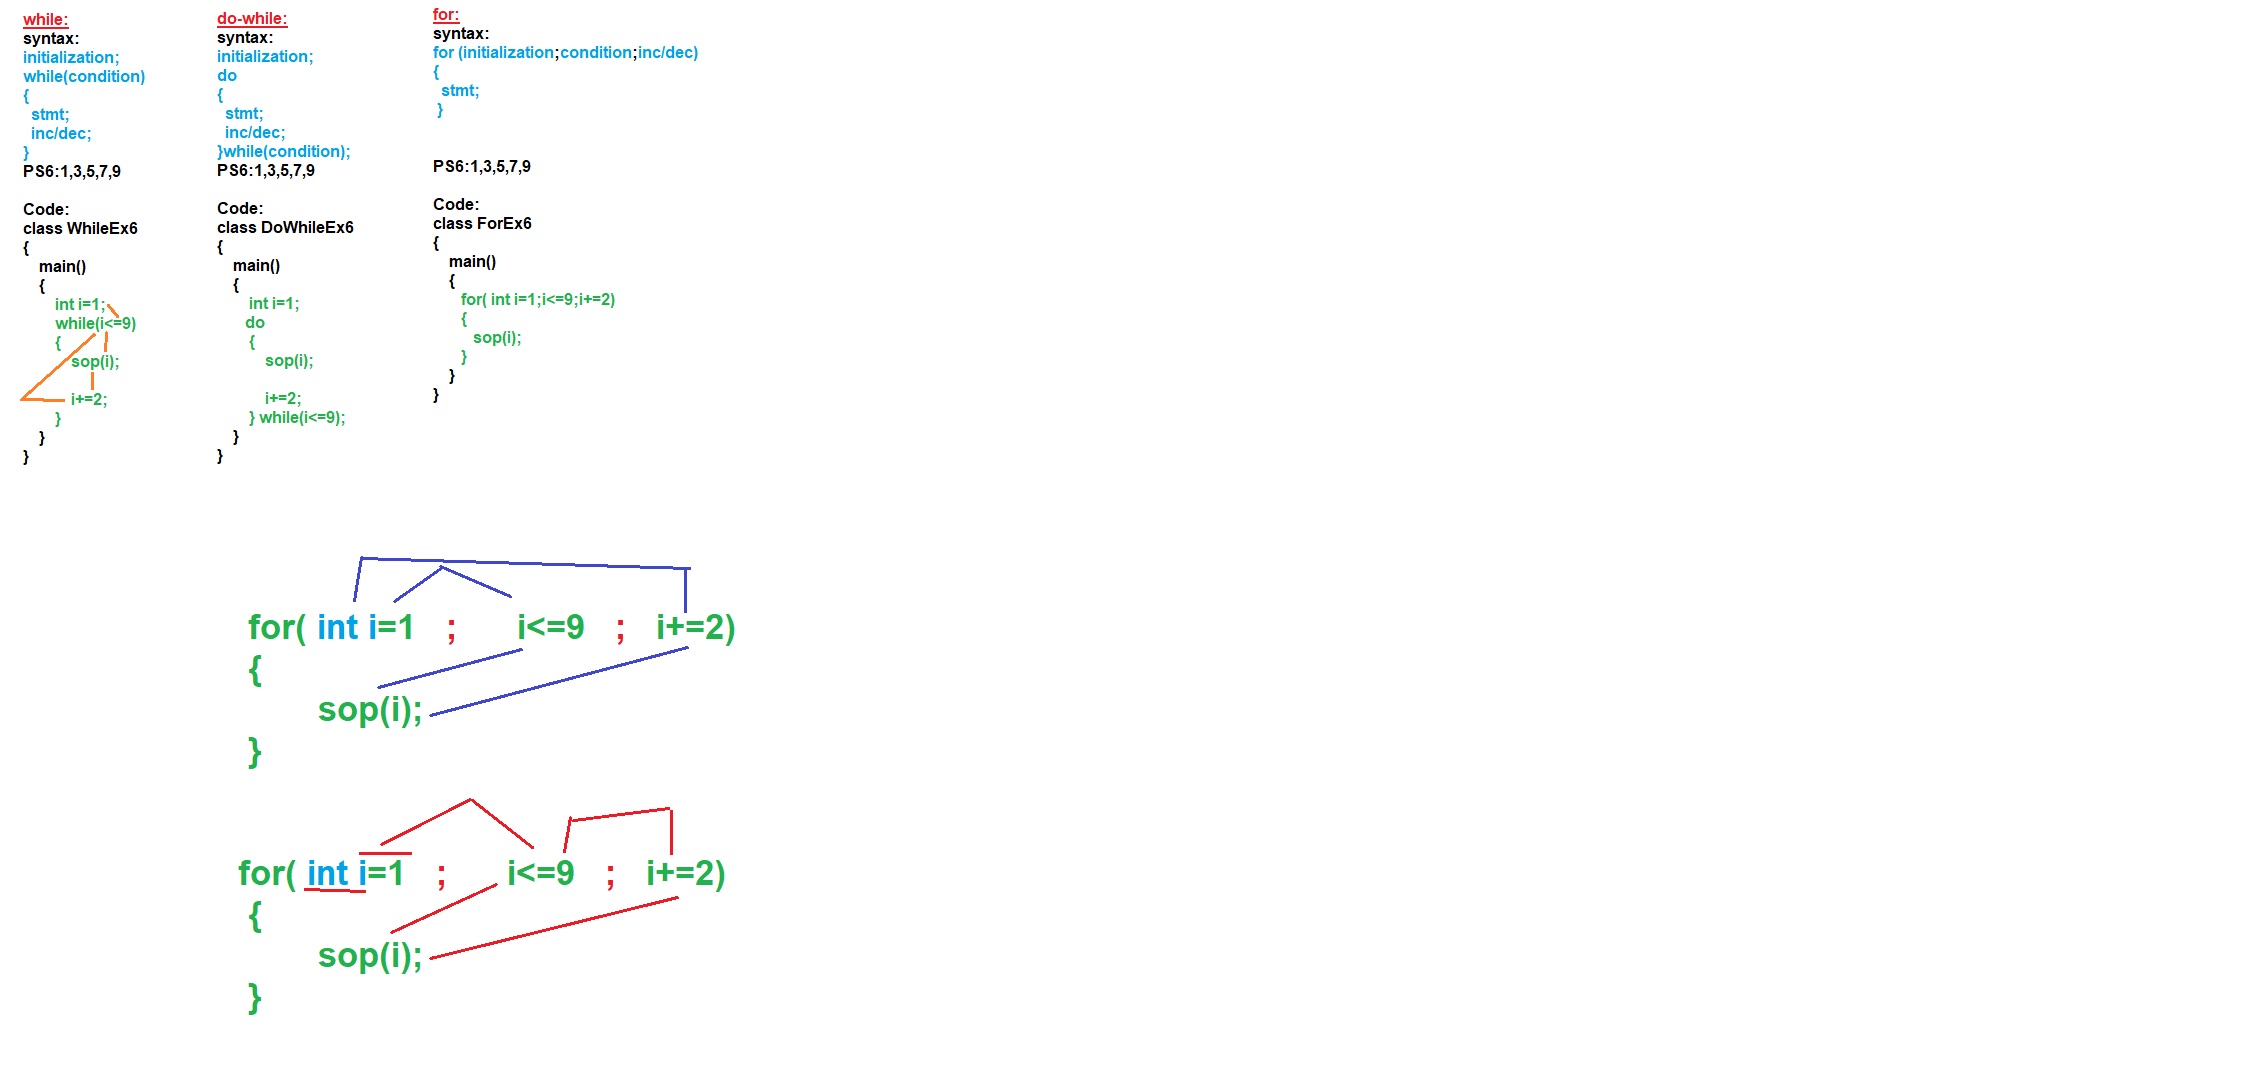 while:
syntax:
initialization;
while(condition)
{
stmt;
inc/dec;
}
PS6:1,3,5,7,9
Code:
class WhileEx6
{
main()
{
int i=1;
while(i<=9)
{
sop(i);
i+=2;
}
}
}
do-while:
syntax:
initialization;
do
{
stmt;
inc/dec;
}while(condition);
PS6:1,3,5,7,9
Code:
class DoWhileEx6
{
main()
{
int i=1;
do
{
sop(i);
i+=2;
} while(i<=9);
}
}
for:
syntax:
for (initialization;condition;inc/dec)
{
stmt;
}
PS6:1,3,5,7,9
Code:
class ForEx6
{
main()
{
for( int i=1;i<=9;i+=2)
{
sop(i);
}
}
}
for( int i=1 ; i<=9 ; i+=2)
{
sop(i);
}
for( int i=1 ; i<=9 ; i+=2)
{
sop(i);
}